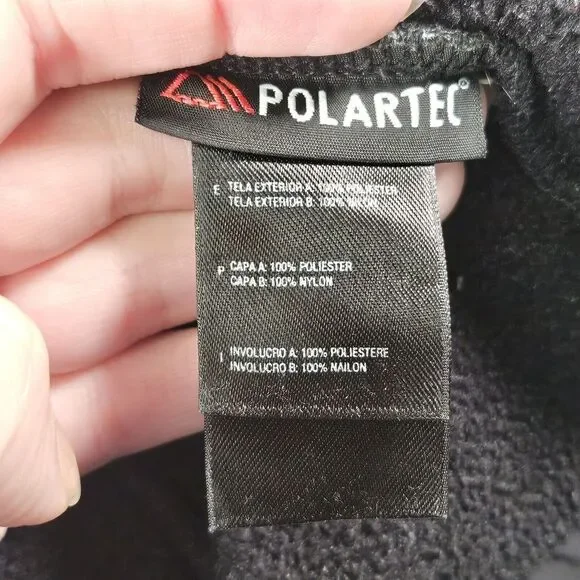 POLARTEC®
E TELA EXTERIOR A: 100% POLIESTER
TELA EXTERIOR B: 100% NILON
P CAPA A: 100% POLIESTER
CAPA B: 100% NYLON
I INVOLUCRO A: 100% POLIESTERE
INVOLUCRO B: 100% NAILON